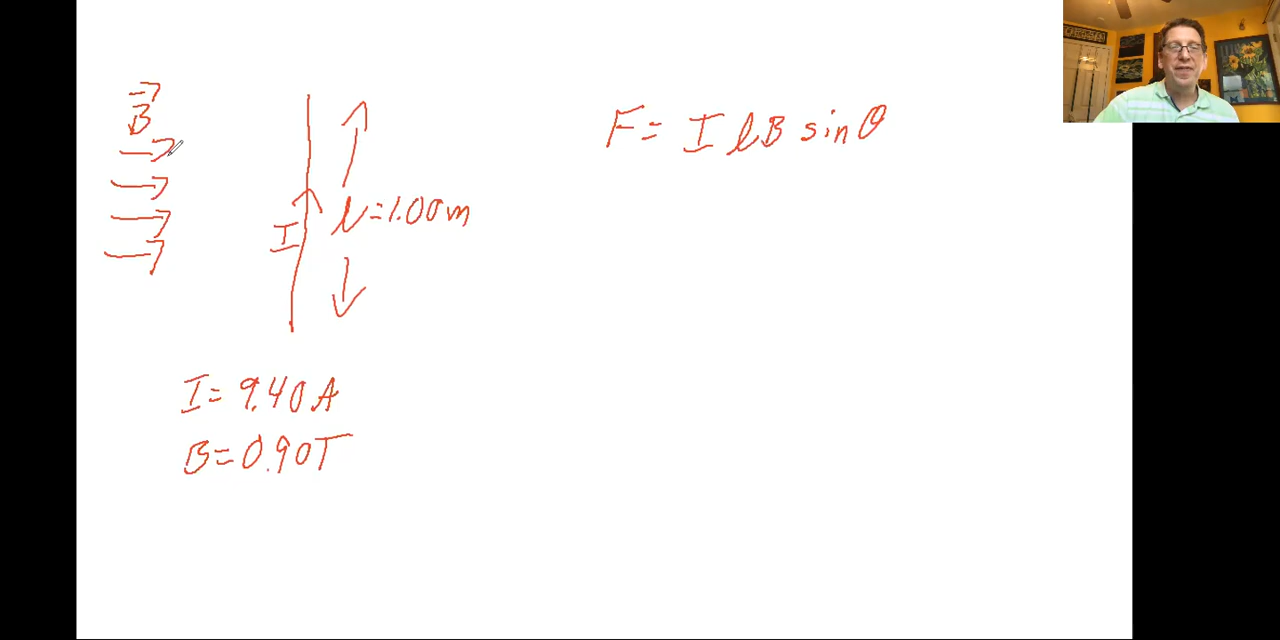 B
F = I l B sin θ
I
l = 1.00 m
I = 9.40 A
B = 0.90 T